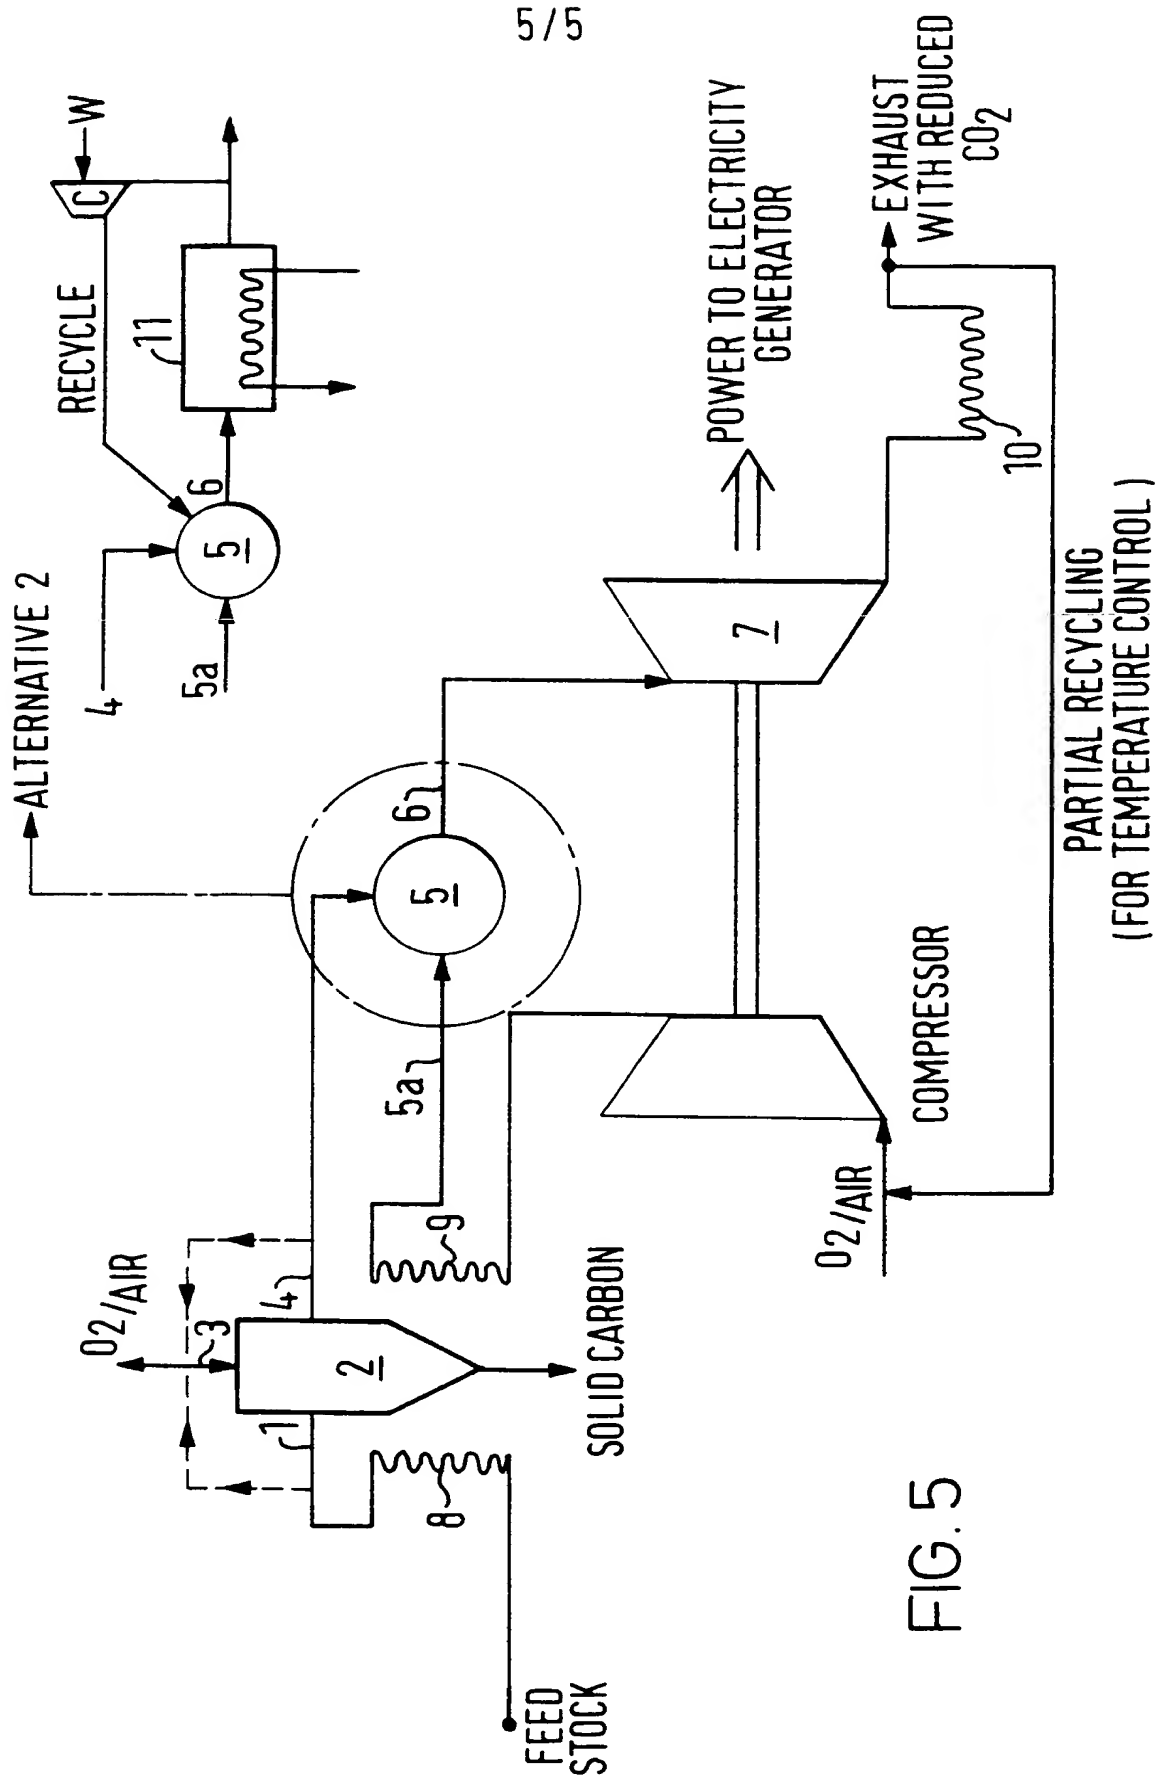 5/5
ALTERNATIVE 2
4
5a
5
6
RECYCLE
11
C
W
O2/AIR
3
1
2
4
8
9
5a
5
6
FEED
STOCK
SOLID CARBON
7
POWER TO ELECTRICITY
GENERATOR
COMPRESSOR
O2/AIR
10
EXHAUST
WITH REDUCED
CO2
PARTIAL RECYCLING
(FOR TEMPERATURE CONTROL)
FIG. 5